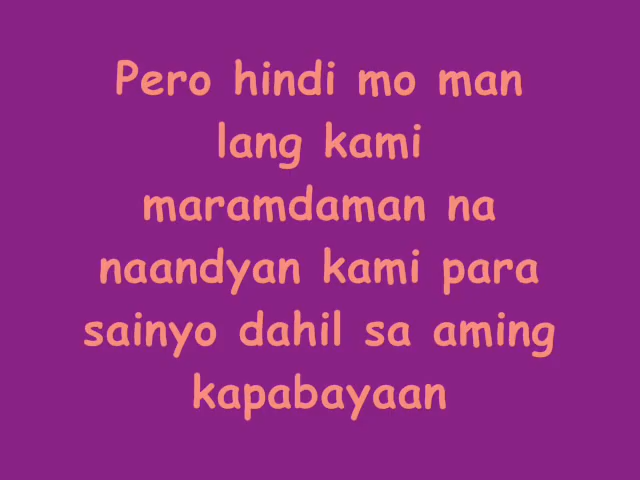 Pero hindi mo man
lang kami
maramdaman na
naandyan kami para
sainyo dahil sa aming
kapabayaan